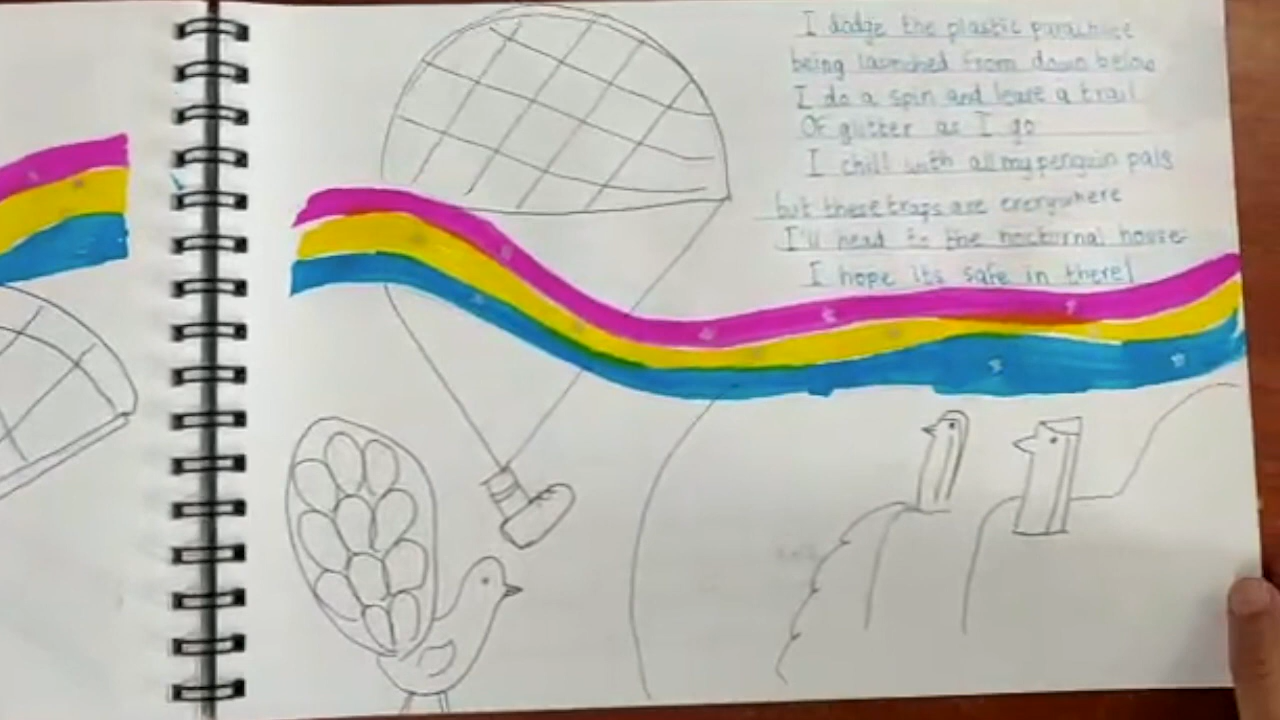 I dodge the plastic parachute
being launched from down below
I do a spin and leave a trail
Of glitter as I go
I chill with all my penguin pals
but these traps are everywhere
I'll head to the nocturnal house
I hope its safe in there!